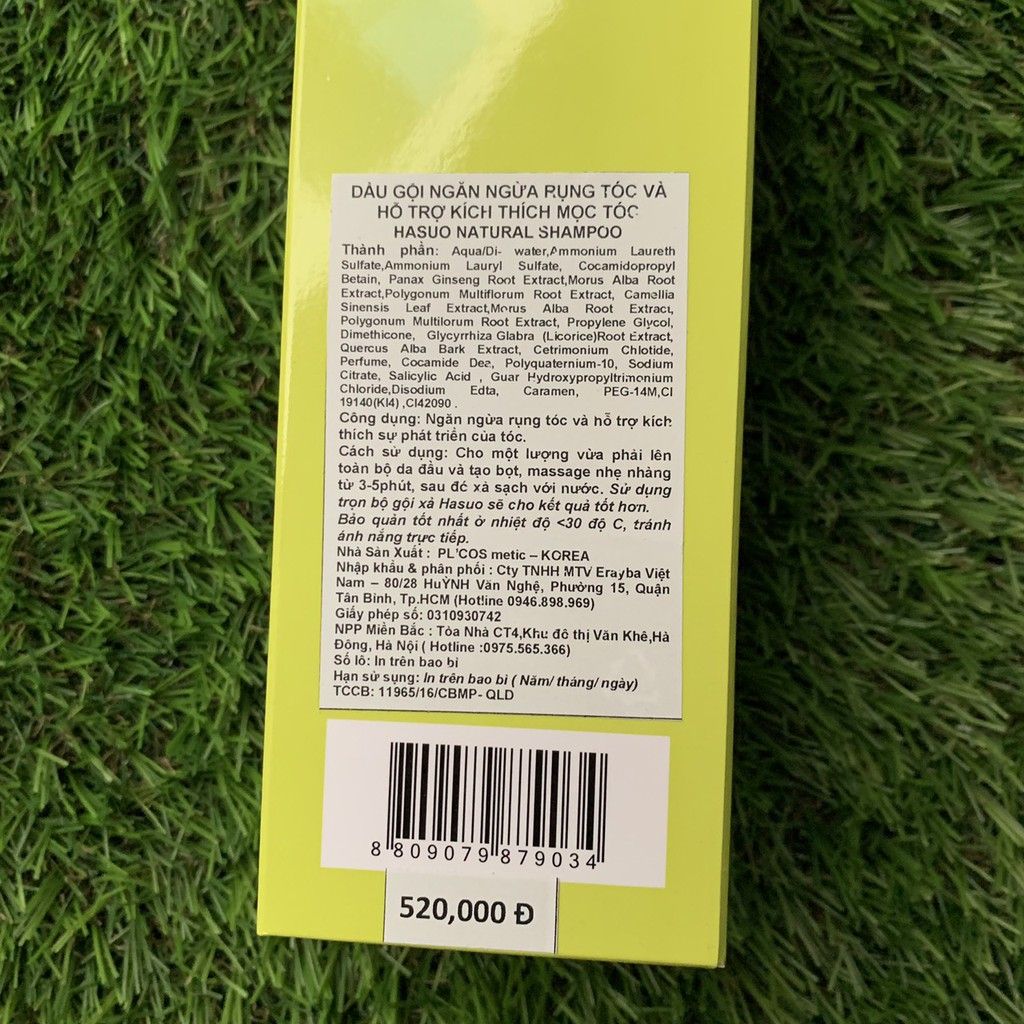 DẦU GỘI NGĂN NGỪA RỤNG TÓC VÀ
HỖ TRỢ KÍCH THÍCH MỌC TÓC
HASUO NATURAL SHAMPOO
Thành phần: Aqua/Di- water,Ammonium Laureth
Sulfate,Ammonium Lauryl Sulfate, Cocamidopropyl
Betain, Panax Ginseng Root Extract,Morus Alba Root
Extract,Polygonum Multiflorum Root Extract, Camellia
Sinensis Leaf Extract,Morus Alba Root Extract,
Polygonum Multilorum Root Extract, Propylene Glycol,
Dimethicone, Glycyrrhiza Glabra (Licorice)Root Extract,
Quercus Alba Bark Extract, Cetrimonium Chlotide,
Perfume, Cocamide Dea, Polyquaternium-10, Sodium
Citrate, Salicylic Acid , Guar Hydroxypropyltrimonium
Chloride,Disodium Edta, Caramen, PEG-14M,CI
19140(KI4) ,CI42090 .
Công dụng: Ngăn ngừa rụng tóc và hỗ trợ kích
thích sự phát triển của tóc.
Cách sử dụng: Cho một lượng vừa phải lên
toàn bộ da đầu và tạo bọt, massage nhẹ nhàng
từ 3-5phút, sau đó xả sạch với nước. Sử dụng
trọn bộ gội xả Hasuo sẽ cho kết quả tốt hơn.
Bảo quản tốt nhất ở nhiệt độ <30 độ C, tránh
ánh nắng trực tiếp.
Nhà Sản Xuất : PL'COS metic – KOREA
Nhập khẩu & phân phối : Cty TNHH MTV Erayba Việt
Nam – 80/28 HuỲNH Văn Nghệ, Phường 15, Quận
Tân Bình, Tp.HCM (Hotline 0946.898.969)
Giấy phép số: 0310930742
NPP Miền Bắc : Tòa Nhà CT4,Khu đô thị Văn Khê,Hà
Đông, Hà Nội ( Hotline :0975.565.366)
Số lô: In trên bao bì
Hạn sử sụng: In trên bao bì ( Năm/ tháng/ ngày)
TCCB: 11965/16/CBMP- QLD
8 809079 879034
520,000 Đ